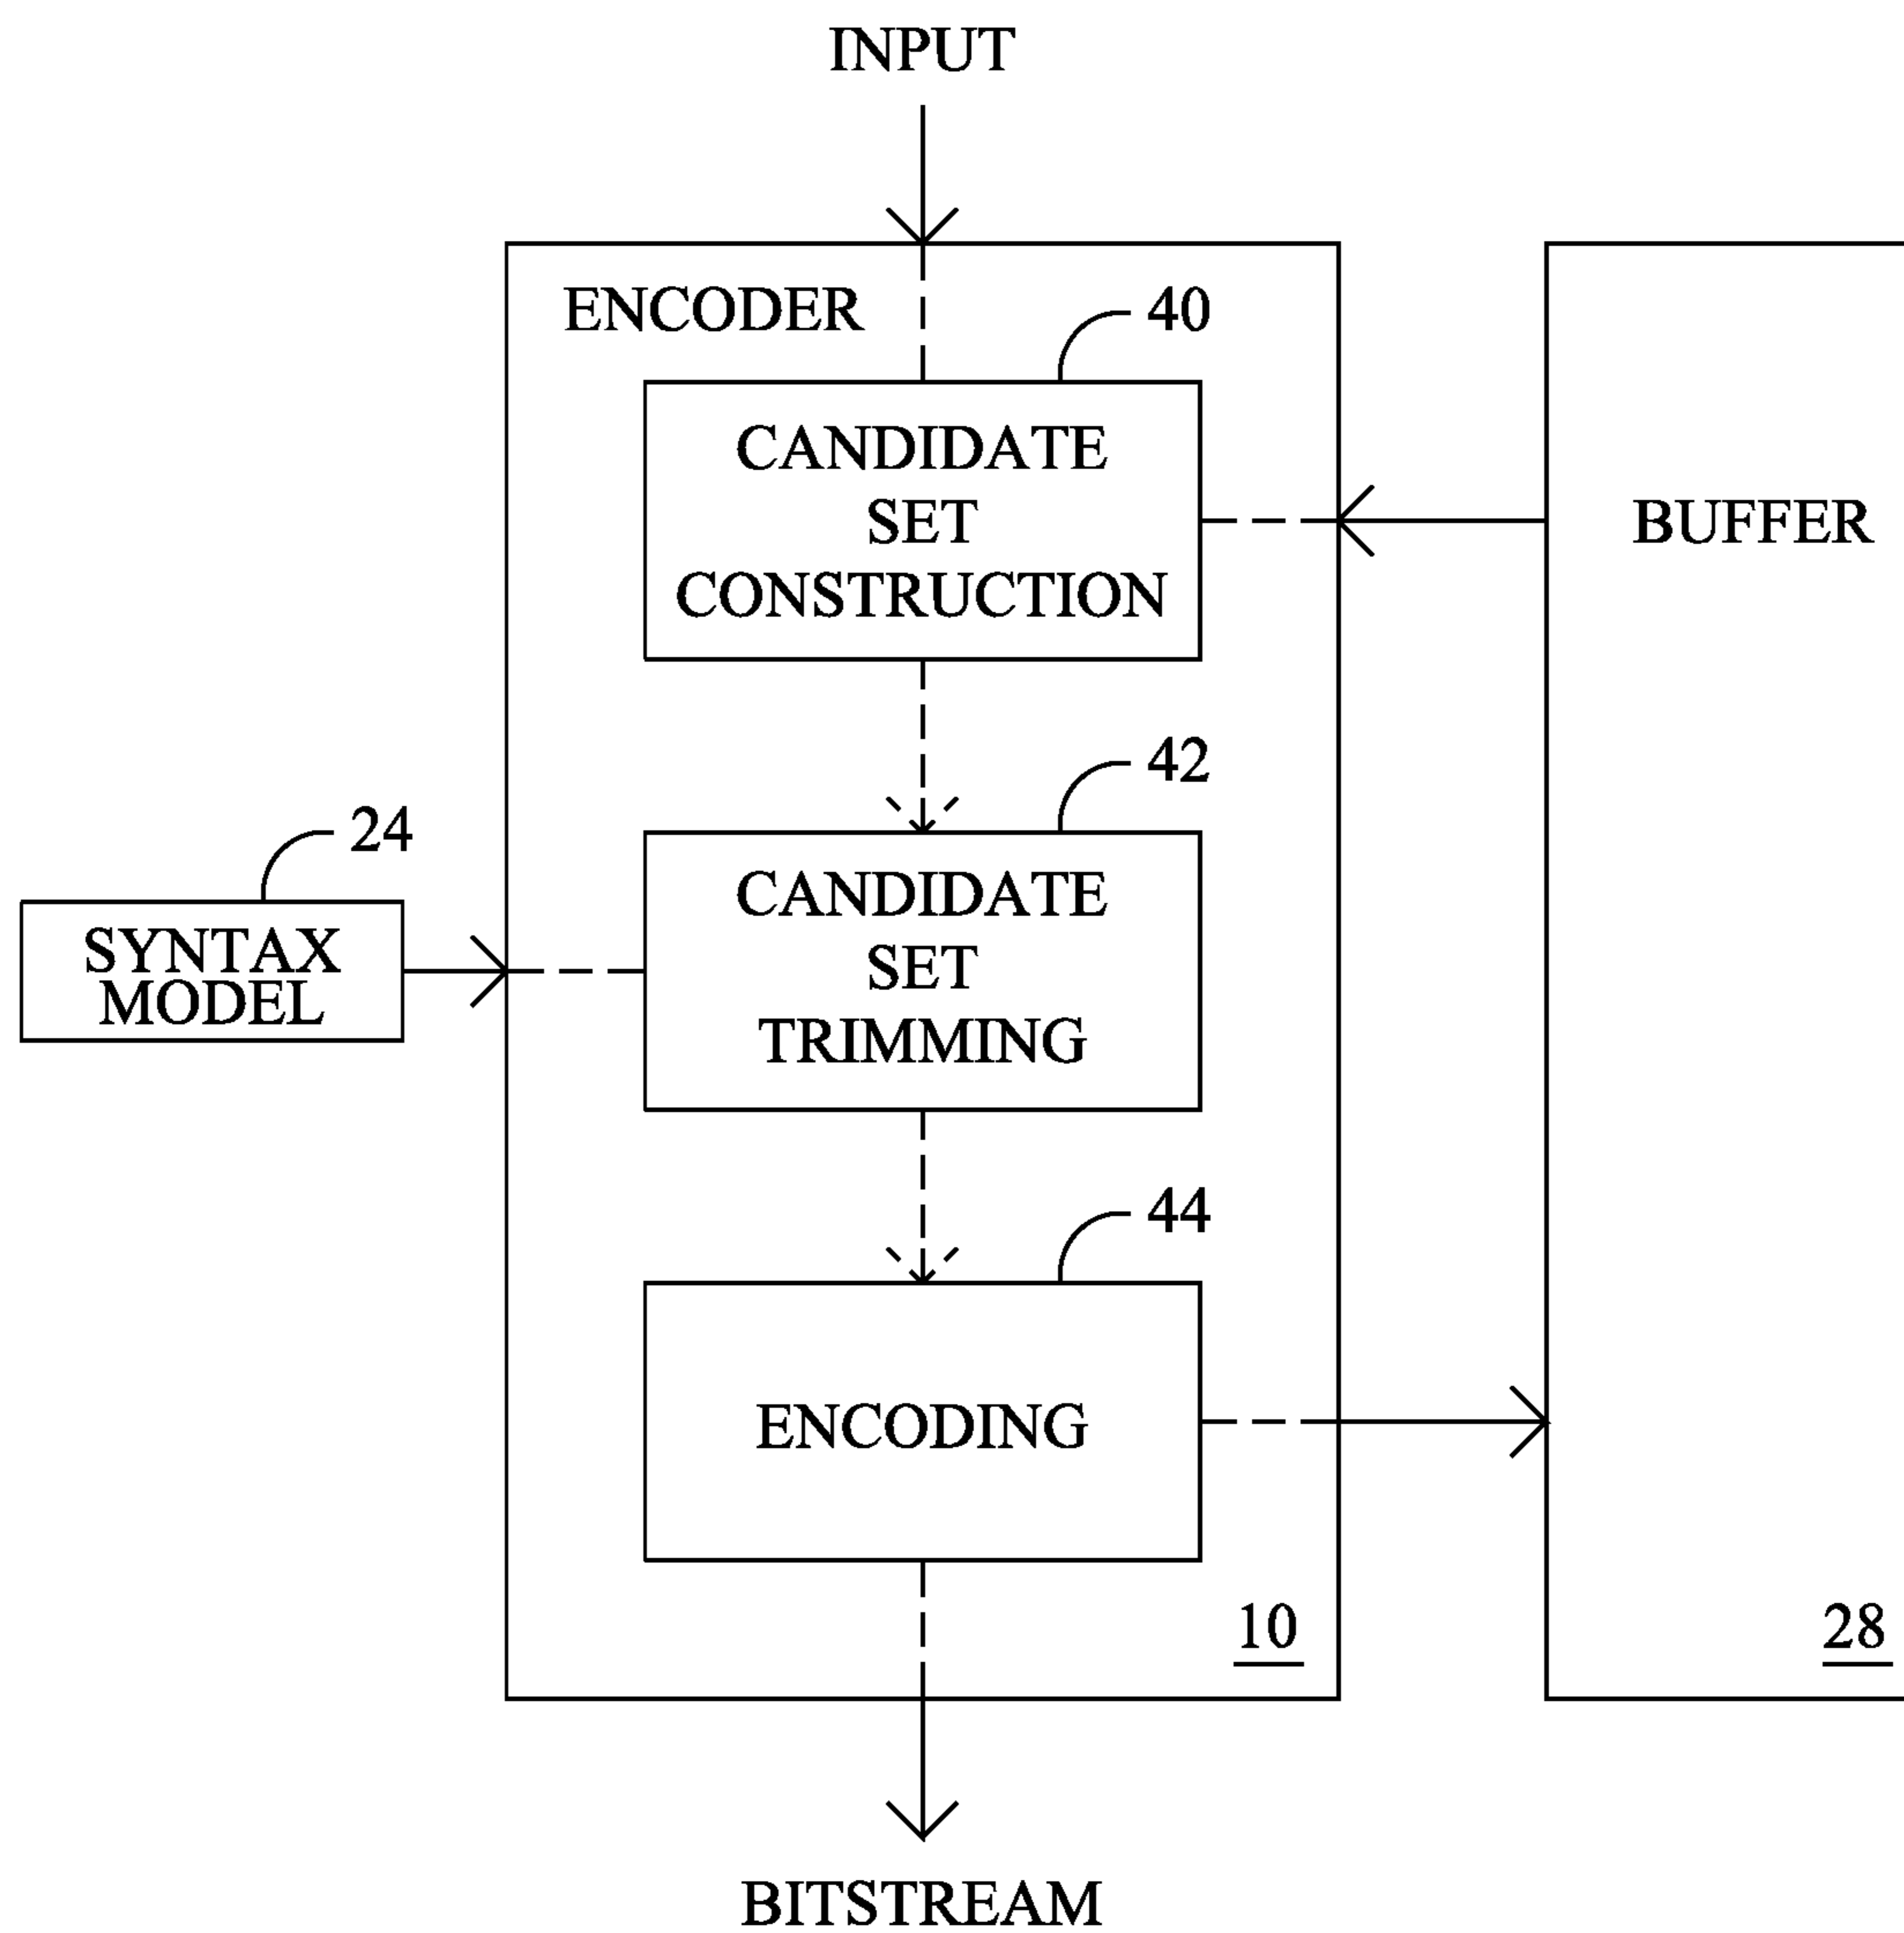 INPUT
ENCODER
40
CANDIDATE
SET
CONSTRUCTION
BUFFER
42
24
SYNTAX
MODEL
CANDIDATE
SET
TRIMMING
44
ENCODING
10
28
BITSTREAM